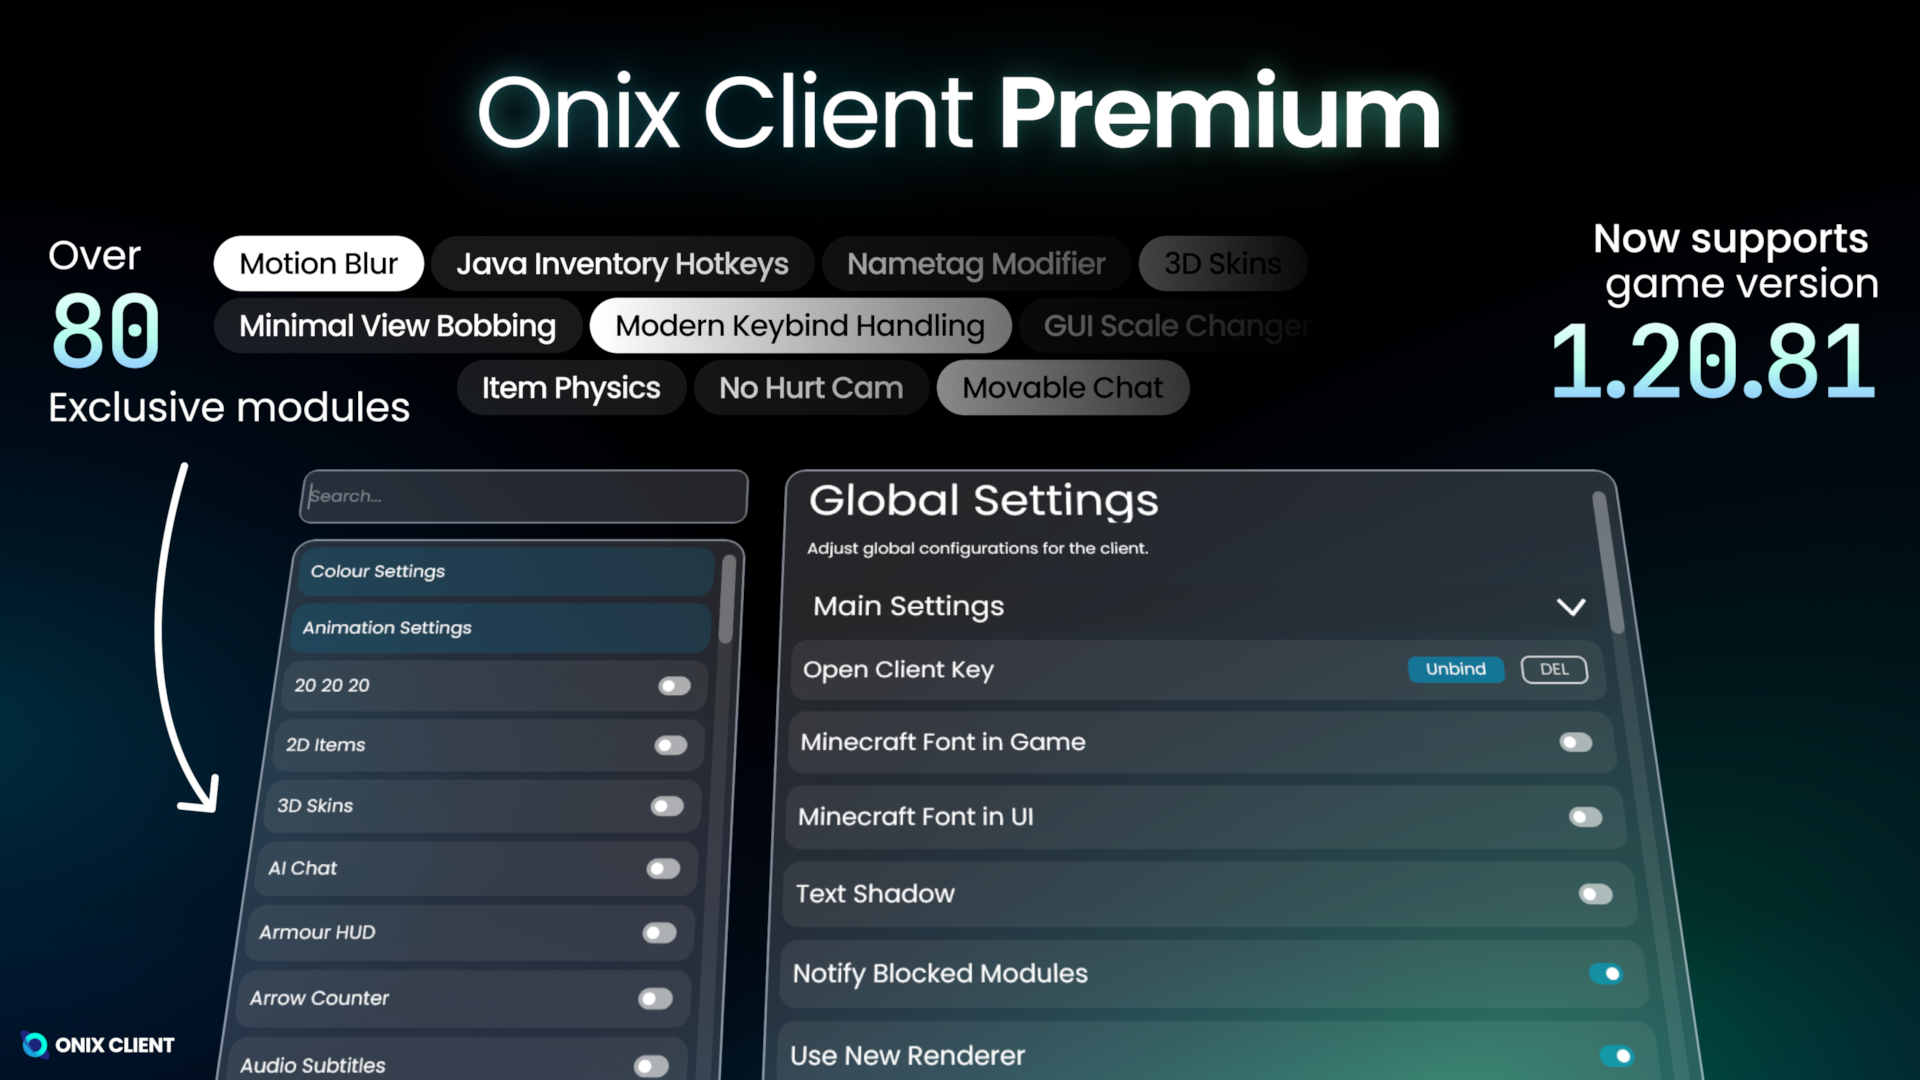 Onix Client Premium
Over
80
Exclusive modules
Motion Blur
Java Inventory Hotkeys
Nametag Modifier
3D Skins
Minimal View Bobbing
Modern Keybind Handling
GUI Scale Changer
Item Physics
No Hurt Cam
Movable Chat
Now supports
game version
1.20.81
Search...
Colour Settings
Animation Settings
20 20 20
2D Items
3D Skins
AI Chat
Armour HUD
Arrow Counter
Audio Subtitles
Global Settings
Adjust global configurations for the client.
Main Settings
Open Client Key
Unbind
DEL
Minecraft Font in Game
Minecraft Font in UI
Text Shadow
Notify Blocked Modules
Use New Renderer
ONIX CLIENT